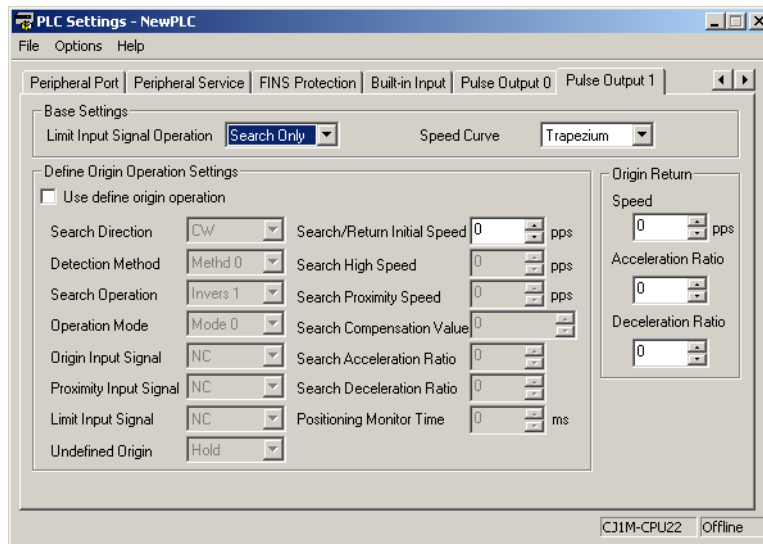 PLC Settings - NewPLC
File Options Help
Peripheral Port Peripheral Service FINS Protection Built-in Input Pulse Output 0 Pulse Output 1
Base Settings
Limit Input Signal Operation Search Only Speed Curve Trapezium
Define Origin Operation Settings
Use define origin operation
Search Direction CW Search/Return Initial Speed 0 pps
Detection Method Methd 0 Search High Speed 0 pps
Search Operation Invers 1 Search Proximity Speed 0 pps
Operation Mode Mode 0 Search Compensation Value 0
Origin Input Signal NC Search Acceleration Ratio 0
Proximity Input Signal NC Search Deceleration Ratio 0
Limit Input Signal NC Positioning Monitor Time 0 ms
Undefined Origin Hold
Origin Return
Speed
0 pps
Acceleration Ratio
0
Deceleration Ratio
0
CJ1M-CPU22 Offline